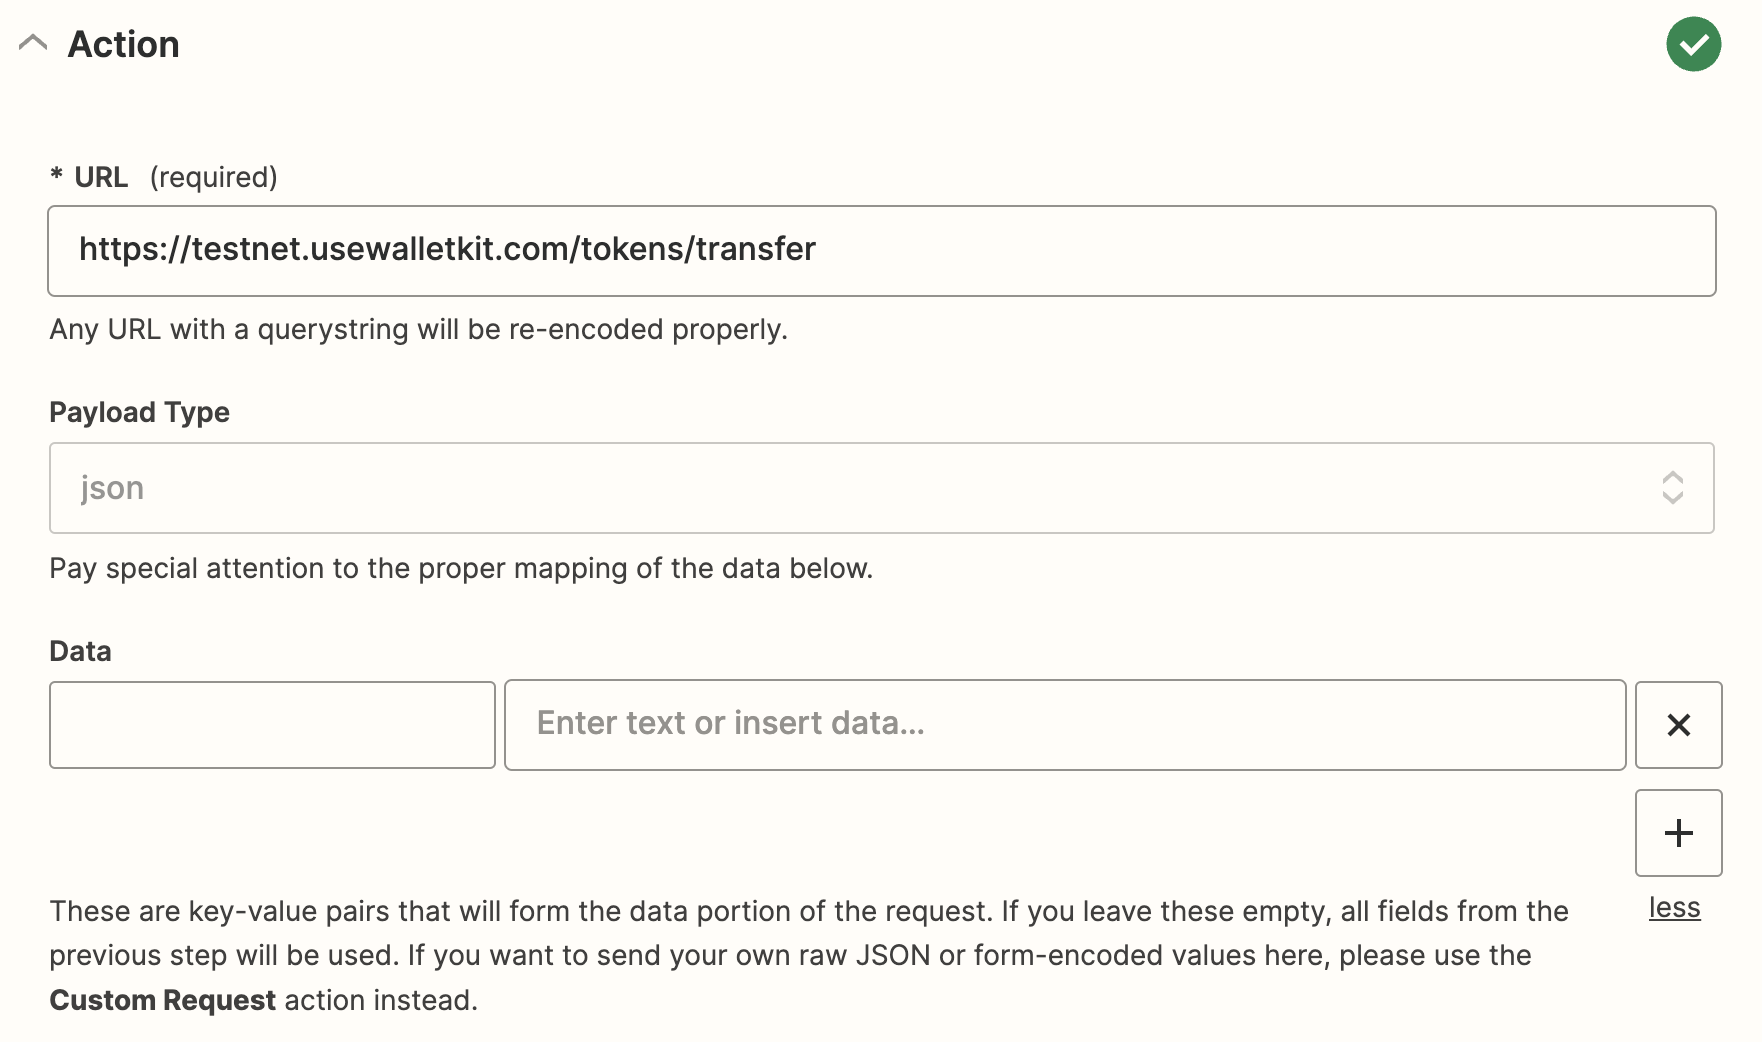 Action
* URL (required)
https://testnet.usewalletkit.com/tokens/transfer
Any URL with a querystring will be re-encoded properly.
Payload Type
json
Pay special attention to the proper mapping of the data below.
Data
Enter text or insert data...
These are key-value pairs that will form the data portion of the request. If you leave these empty, all fields from the
less
previous step will be used. If you want to send your own raw JSON or form-encoded values here, please use the
Custom Request action instead.